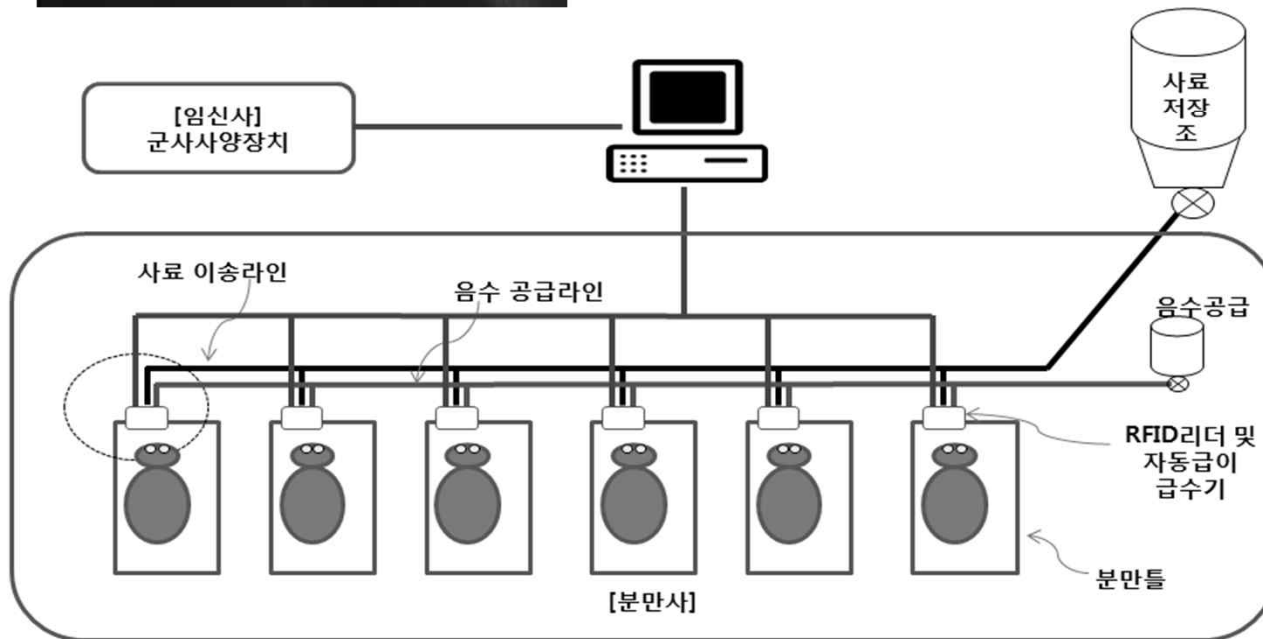 [임신사]
군사사양장치
사료
저장
조
사료 이송라인
음수 공급라인
음수공급
RFID리더 및
자동급이
급수기
분만틀
[분만사]